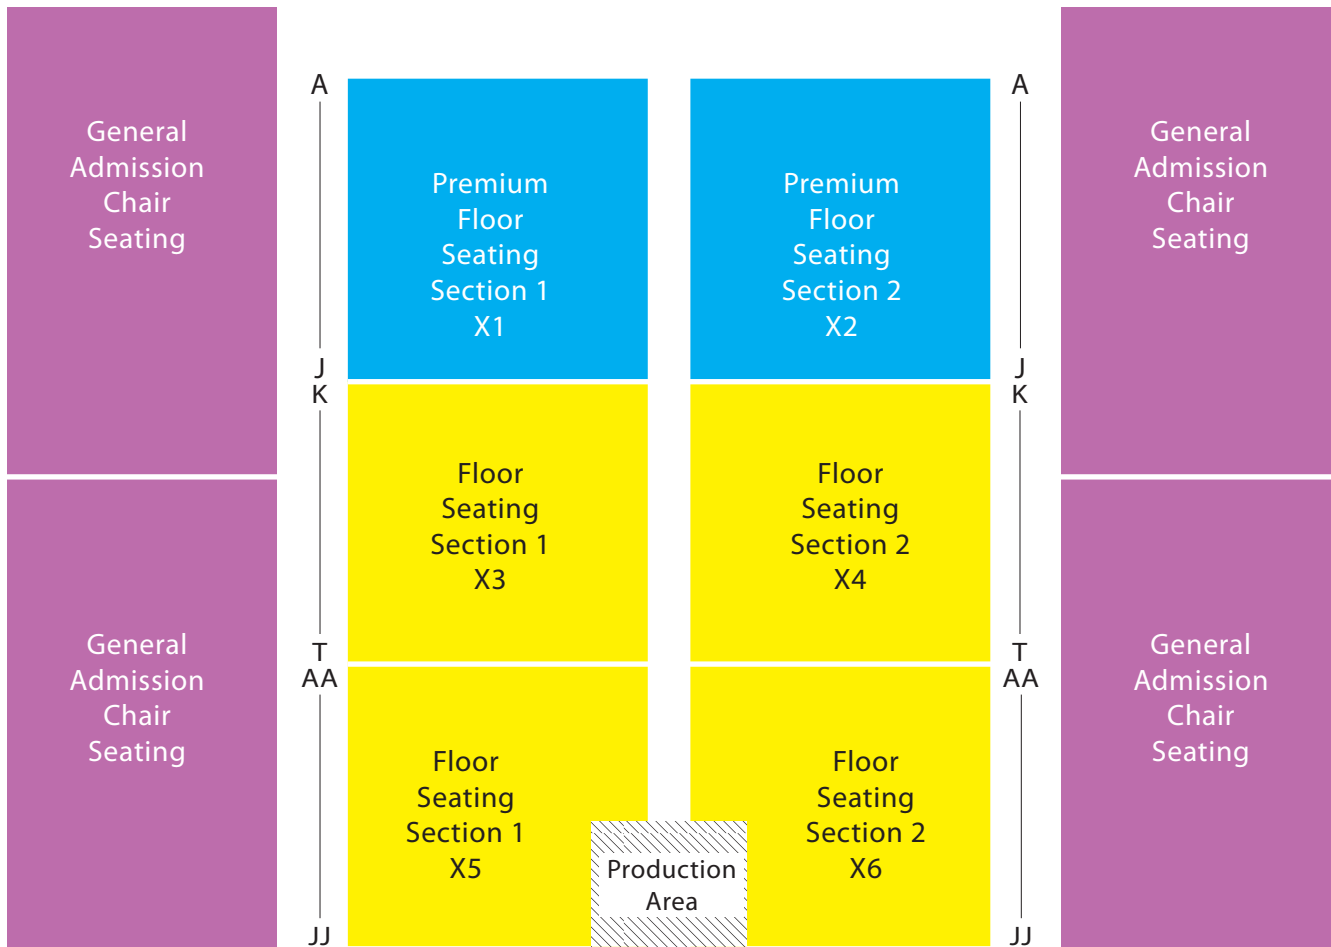 General
Admission
Chair
Seating
A
J
K
T
AA
JJ
Premium
Floor
Seating
Section 1
X1
Premium
Floor
Seating
Section 2
X2
A
J
K
T
AA
JJ
General
Admission
Chair
Seating
Floor
Seating
Section 1
X3
Floor
Seating
Section 2
X4
General
Admission
Chair
Seating
Floor
Seating
Section 1
X5
Production
Area
Floor
Seating
Section 2
X6
General
Admission
Chair
Seating